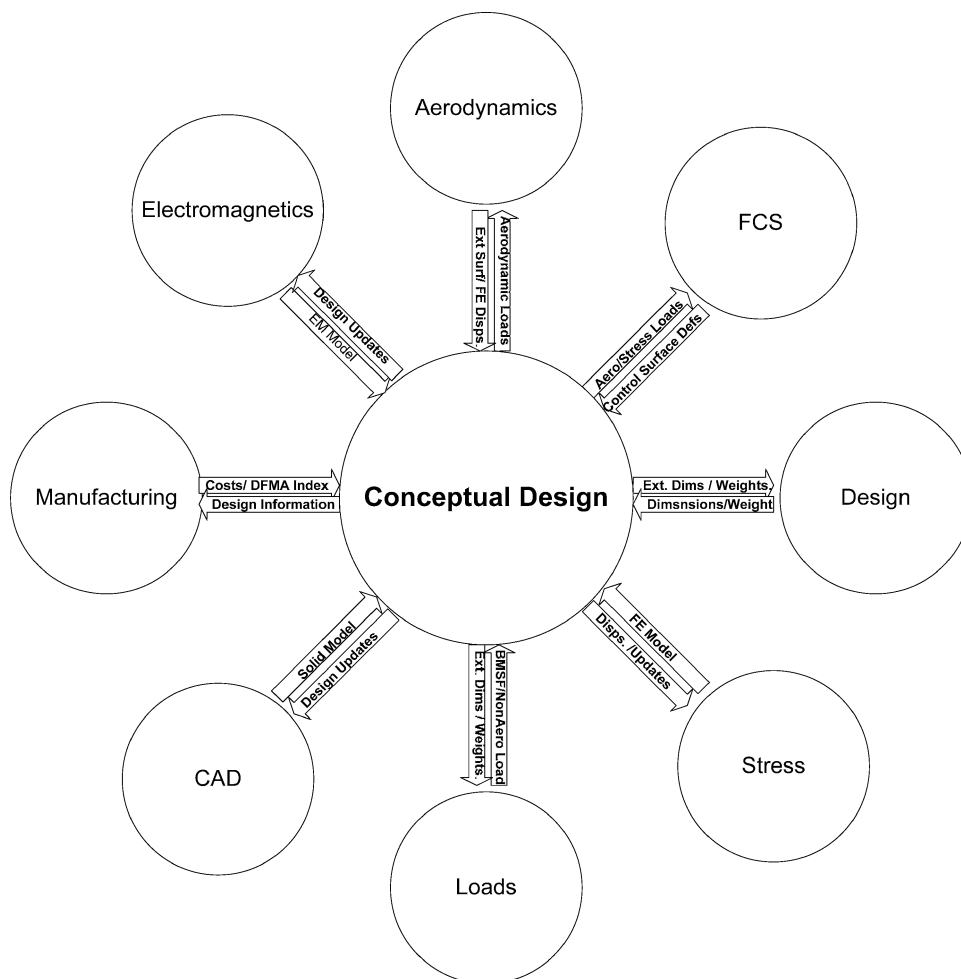 Aerodynamics
Electromagnetics
FCS
Ext Surf/ FE Disps.
Aerodynamic Loads
Design Updates
EM Model
Aero/Stress Loads
Control Surface Defs
Manufacturing
Costs/ DFMA Index
Design Information
Conceptual Design
Ext. Dims / Weights.
Dimsnsions/Weight
Design
Solid Model
Design Updates
Ext. Dims / Weights.
BMSF/NonAero Load
FE Model
Disps. /Updates
CAD
Stress
Loads